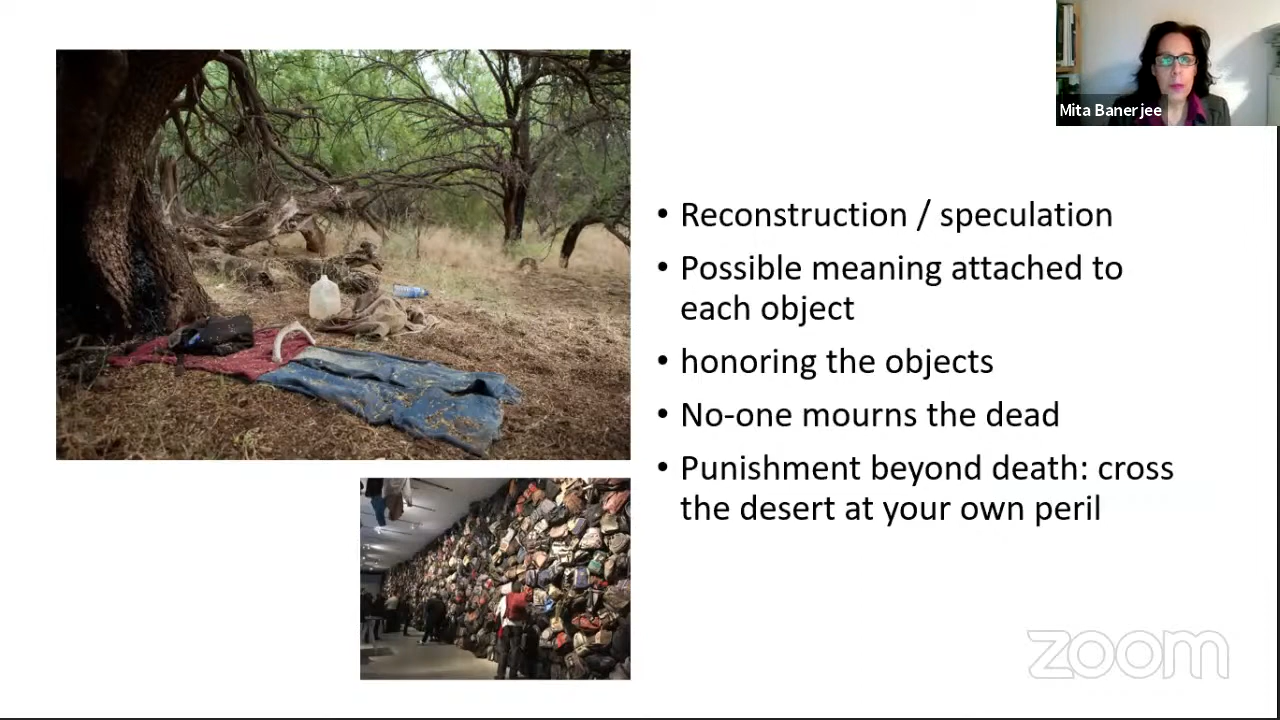 Mita Banerjee
• Reconstruction / speculation
• Possible meaning attached to
each object
• honoring the objects
• No-one mourns the dead
• Punishment beyond death: cross
the desert at your own peril
zoom